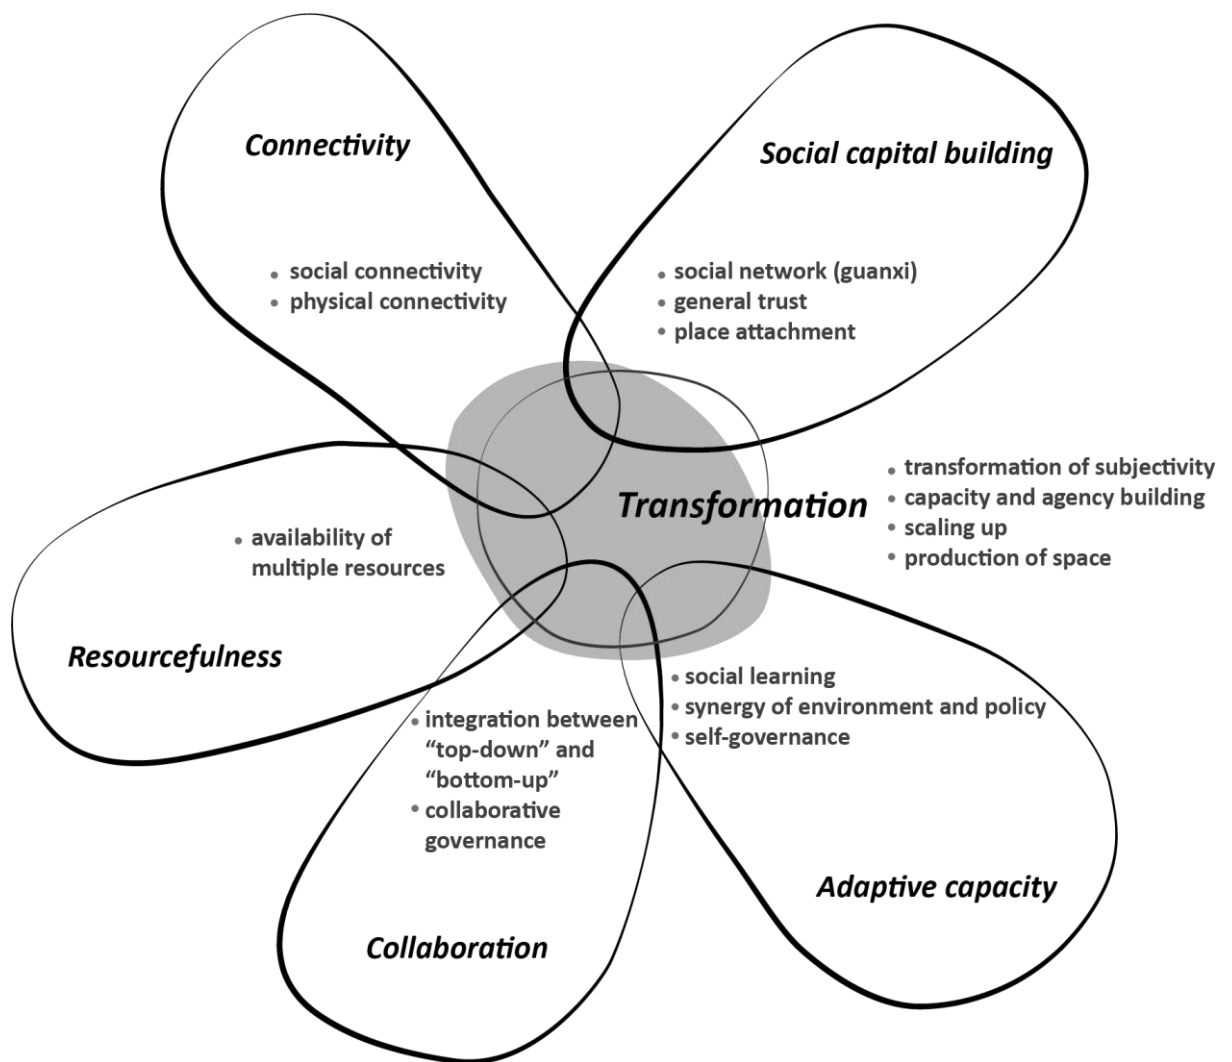 Connectivity
• social connectivity
• physical connectivity
Social capital building
• social network (guanxi)
• general trust
• place attachment
Transformation
• transformation of subjectivity
• capacity and agency building
• scaling up
• production of space
• availability of
multiple resources
Resourcefulness
• integration between
“top-down” and
“bottom-up”
• collaborative
governance
Collaboration
• social learning
• synergy of environment and policy
• self-governance
Adaptive capacity